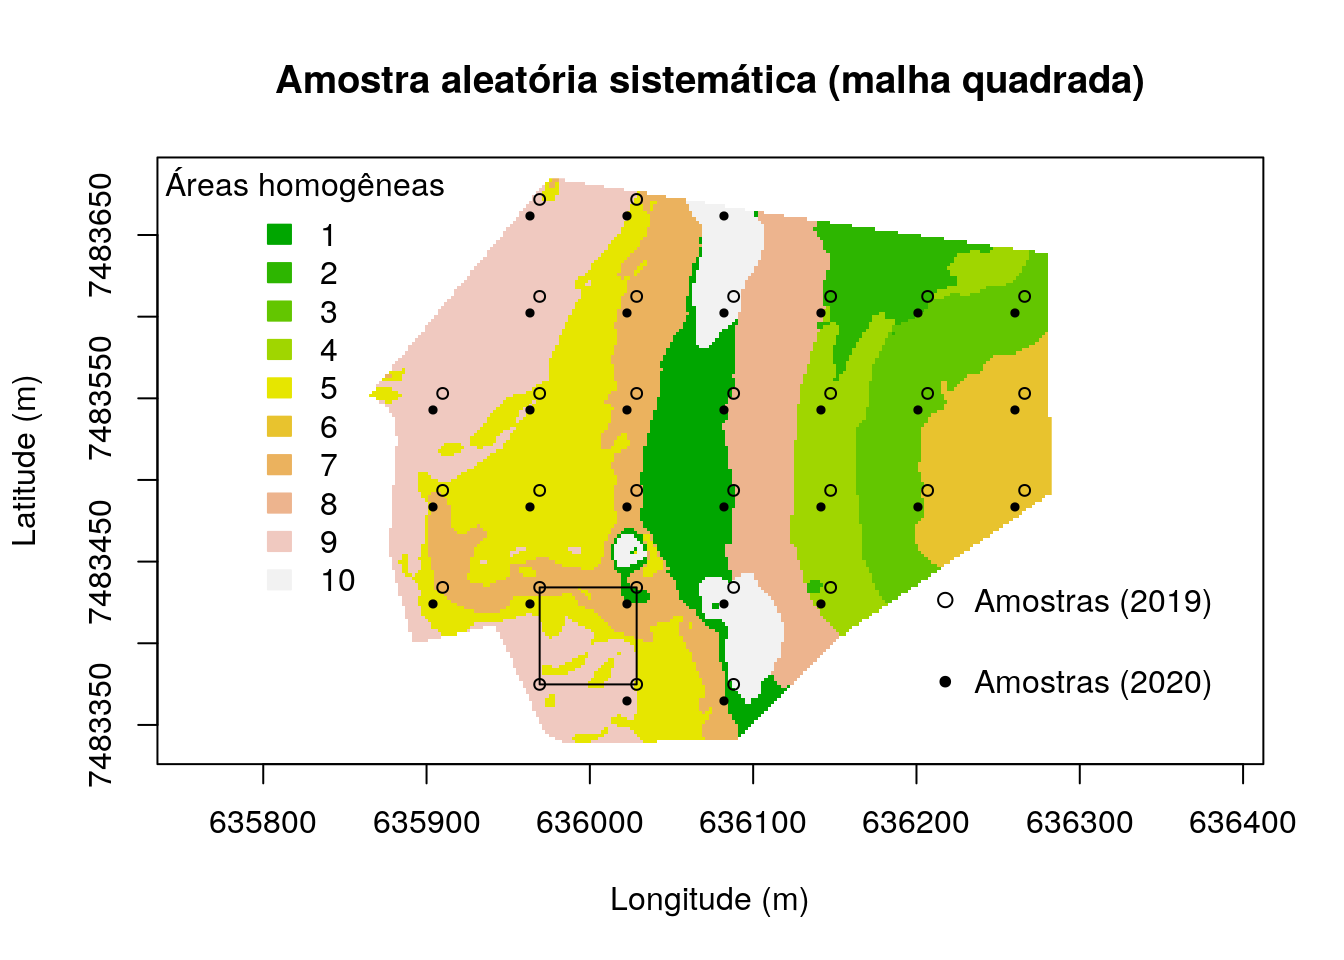 Amostra aleatória sistemática (malha quadrada)
Áreas homogêneas
1
2
3
4
5
6
7
8
9
10
Amostras (2019)
Amostras (2020)
7483650
7483550
7483450
7483350
Latitude (m)
635800 635900 636000 636100 636200 636300 636400
Longitude (m)